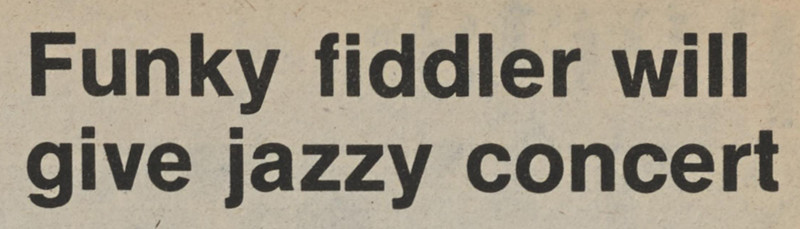 Funky fiddler will
give jazzy concert